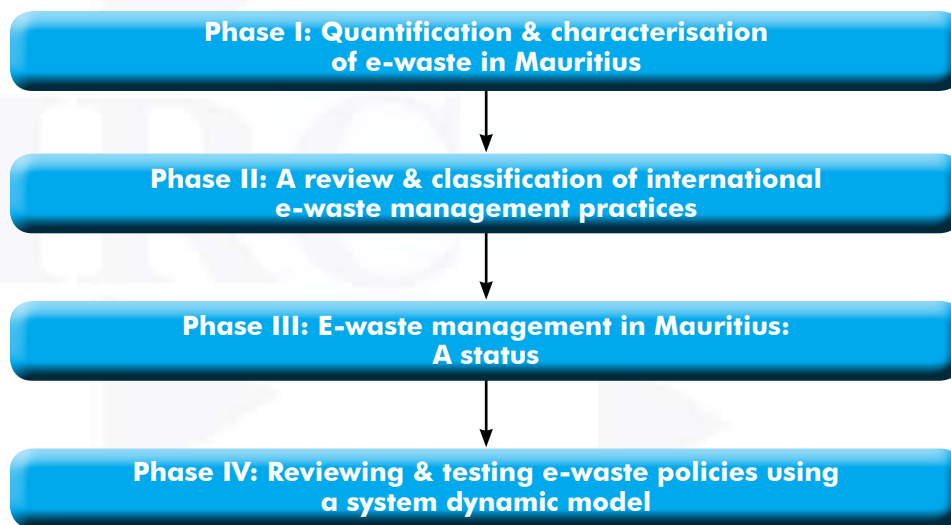 Phase I: Quantification & characterisation
of e-waste in Mauritius
Phase II: A review & classification of international
e-waste management practices
Phase III: E-waste management in Mauritius:
A status
Phase IV: Reviewing & testing e-waste policies using
a system dynamic model